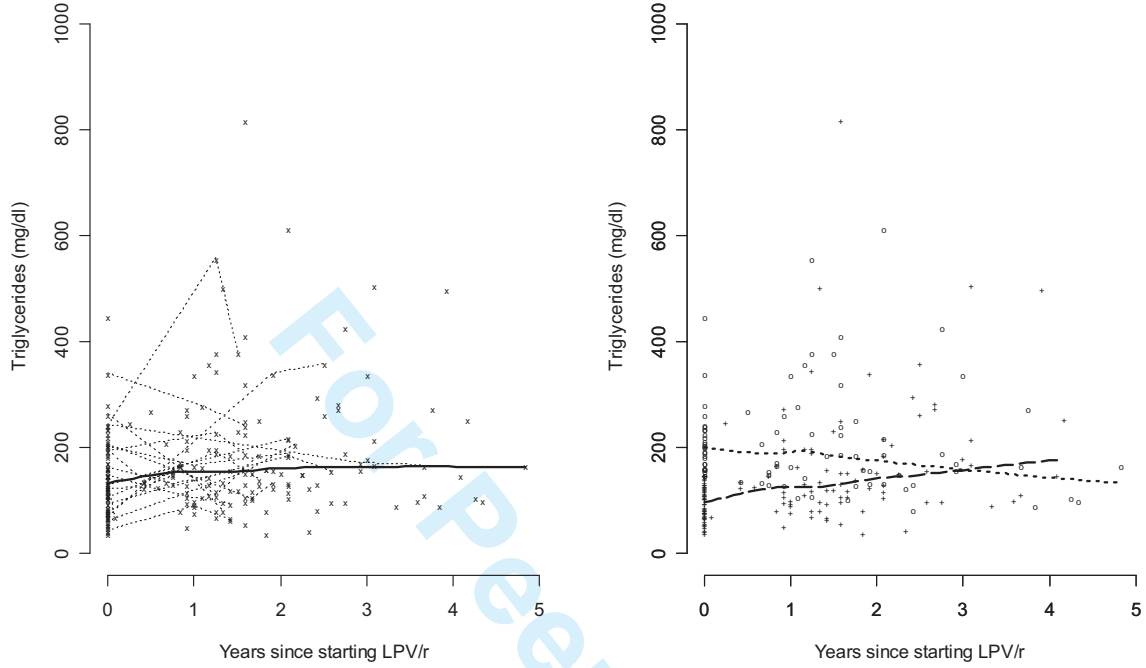 1000
800
600
400
200
0
Triglycerides (mg/dl)
0 1 2 3 4 5
Years since starting LPV/r
1000
800
600
400
200
0
Triglycerides (mg/dl)
0 1 2 3 4 5
Years since starting LPV/r
For Pee